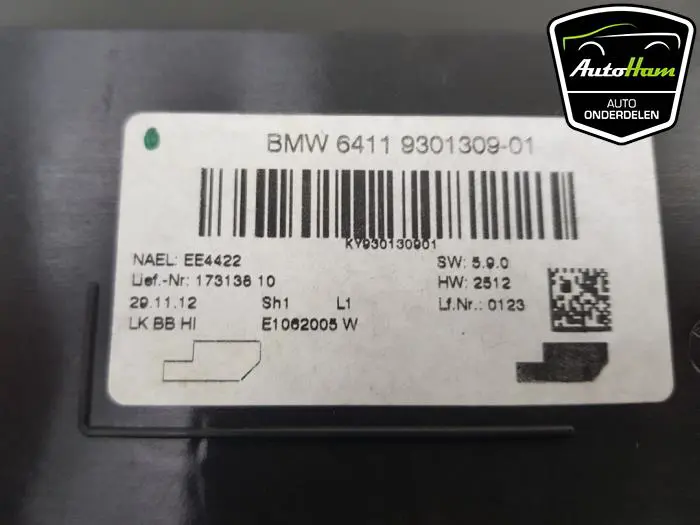 AutoHam
AUTO
ONDERDELEN
BMW 6411 9301309-01
KY930130901
NAEL: EE4422
Lief.-Nr: 173138 10
29.11.12 Sh1 L1
LK BB HI E1062005 W
SW: 5.9.0
HW: 2512
Lf.Nr.: 0123